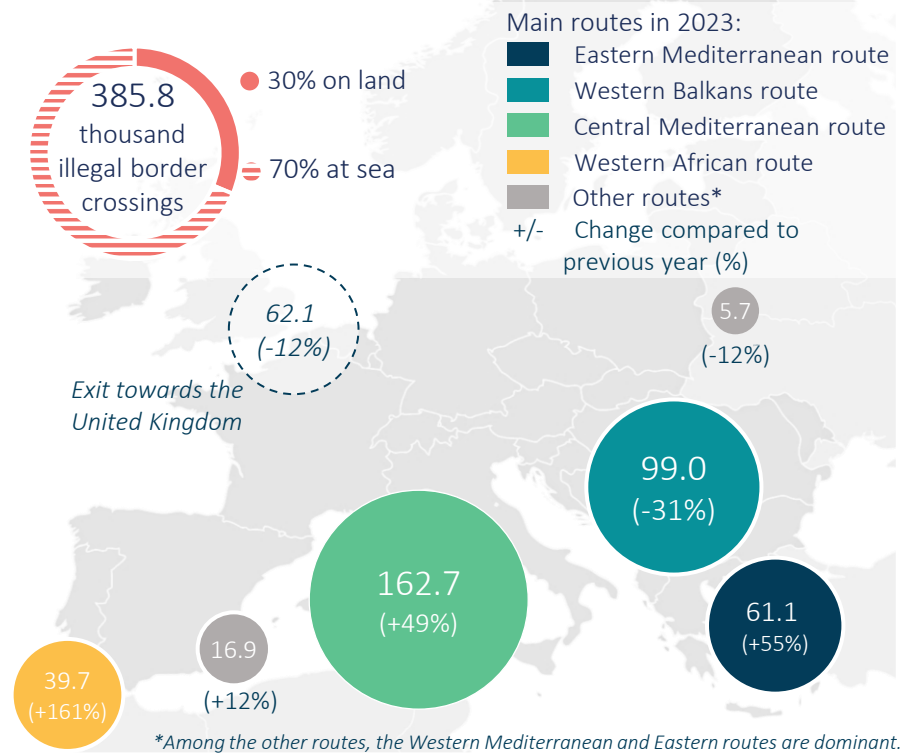 385.8
thousand
illegal border
crossings
30% on land
70% at sea
Main routes in 2023:
Eastern Mediterranean route
Western Balkans route
Central Mediterranean route
Western African route
Other routes*
+/- Change compared to
previous year (%)
62.1
(-12%)
Exit towards the
United Kingdom
5.7
(-12%)
99.0
(-31%)
162.7
(+49%)
61.1
(+55%)
16.9
(+12%)
39.7
(+161%)
*Among the other routes, the Western Mediterranean and Eastern routes are dominant.